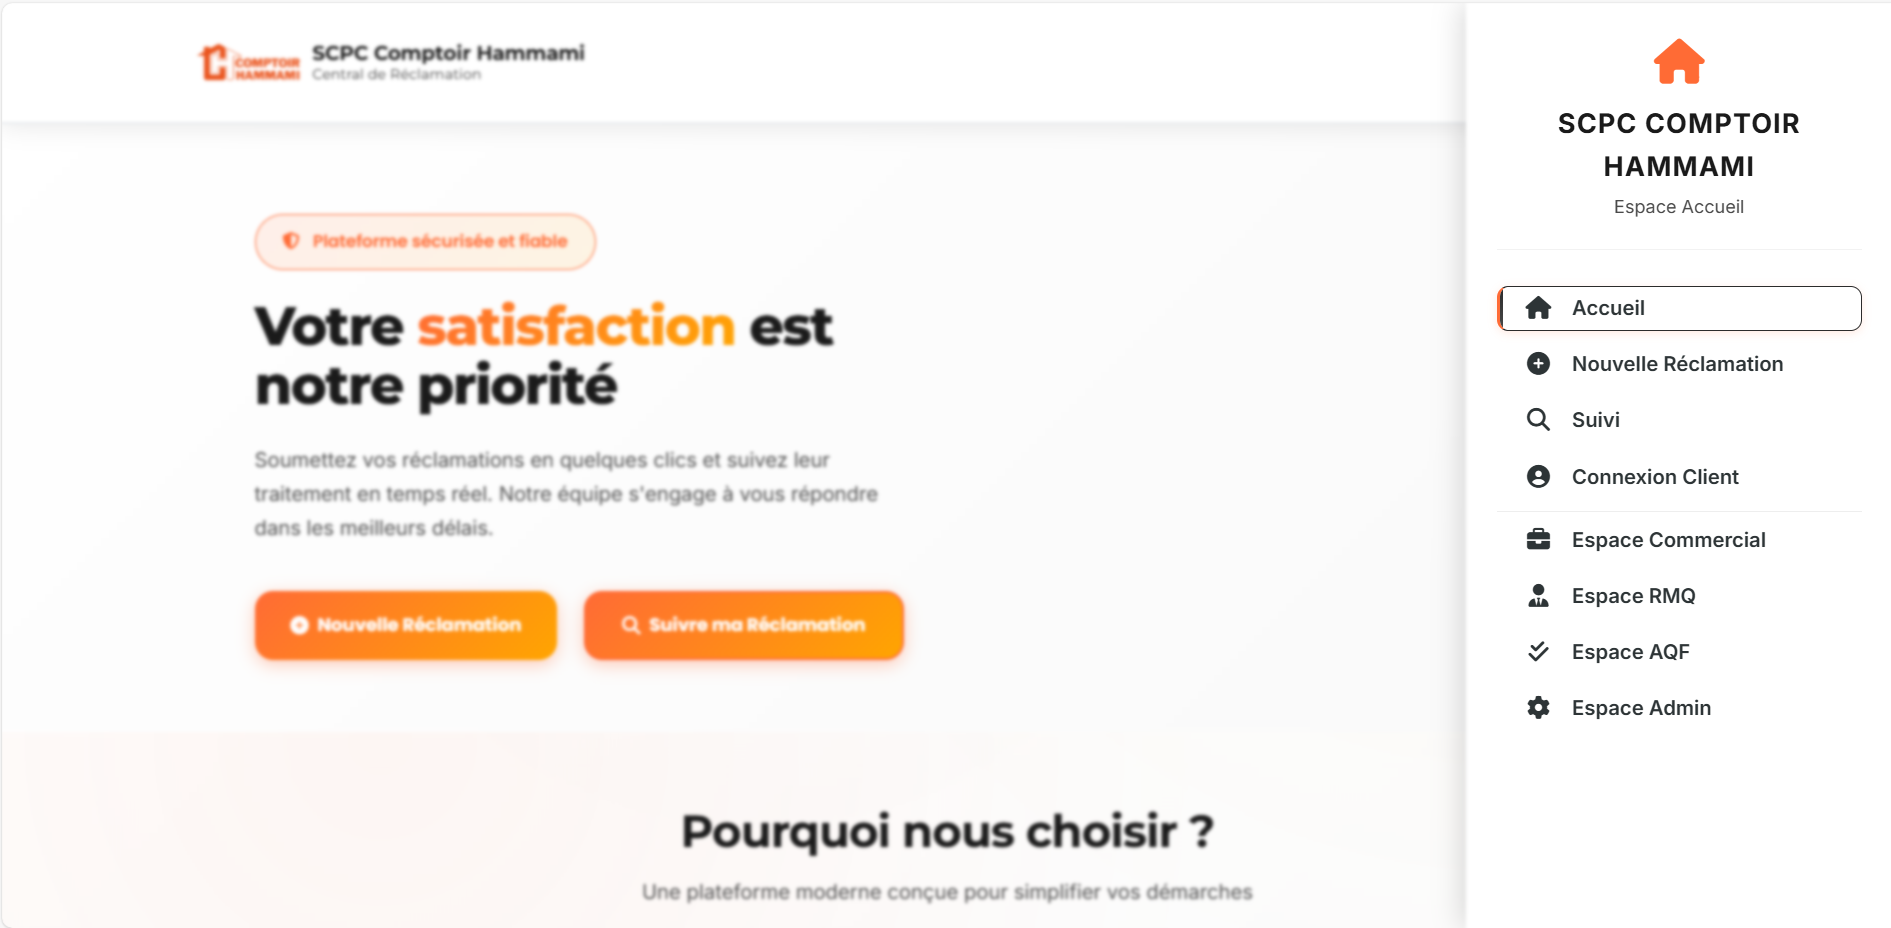 COMPTOIR
HAMMAMI
SCPC Comptoir Hammami
Central de Réclamation
Plateforme sécurisée et fiable
Votre satisfaction est
notre priorité
Soumettez vos réclamations en quelques clics et suivez leur
traitement en temps réel. Notre équipe s'engage à vous répondre
dans les meilleurs délais.
Nouvelle Réclamation
Suivre ma Réclamation
Pourquoi nous choisir ?
Une plateforme moderne conçue pour simplifier vos démarches
SCPC COMPTOIR
HAMMAMI
Espace Accueil
Accueil
Nouvelle Réclamation
Suivi
Connexion Client
Espace Commercial
Espace RMQ
Espace AQF
Espace Admin